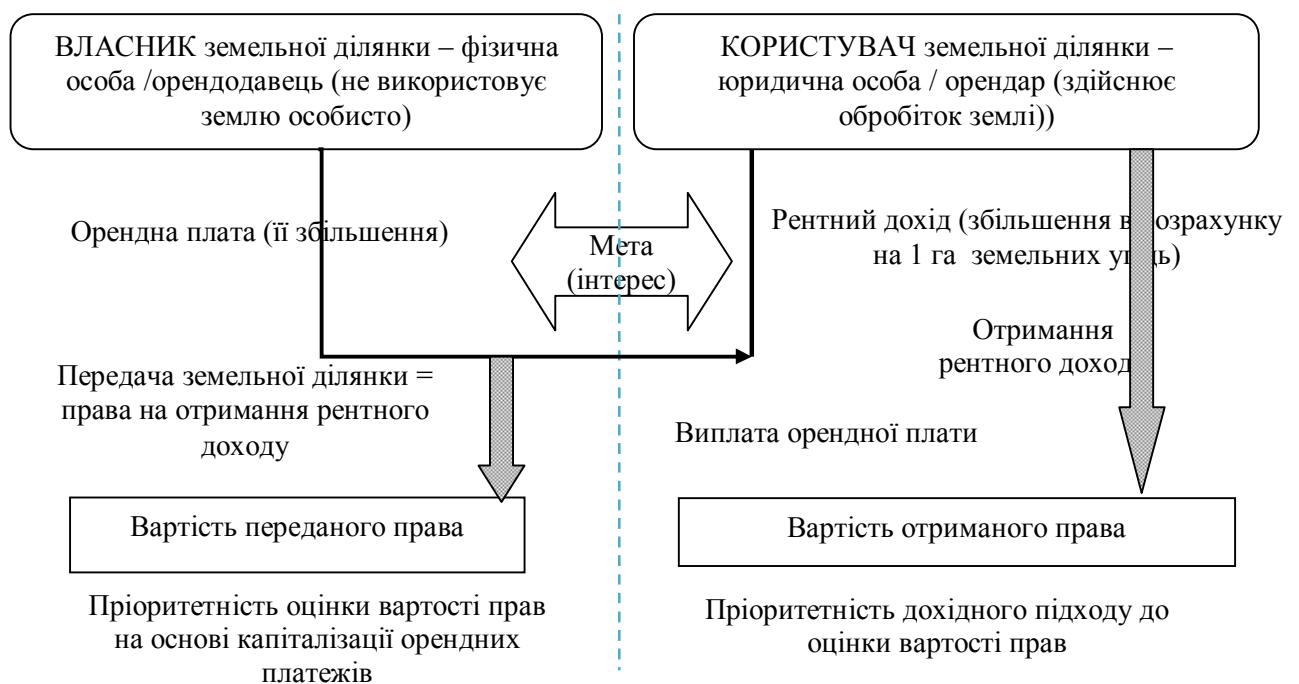 ВЛАСНИК земельної ділянки – фізична
особа /орендодавець (не використовує
землю особисто)
КОРИСТУВАЧ земельної ділянки –
юридична особа / орендар (здійснює
обробіток землі))
Орендна плата (її збільшення)
Мета
(інтерес)
Рентний дохід (збільшення в розрахунку
на 1 га земельних угідь)
Отримання
рентного доход
Передача земельної ділянки =
права на отримання рентного
доходу
Виплата орендної плати
Вартість переданого права
Вартість отриманого права
Пріоритетність оцінки вартості прав
на основі капіталізації орендних
платежів
Пріоритетність дохідного підходу до
оцінки вартості прав